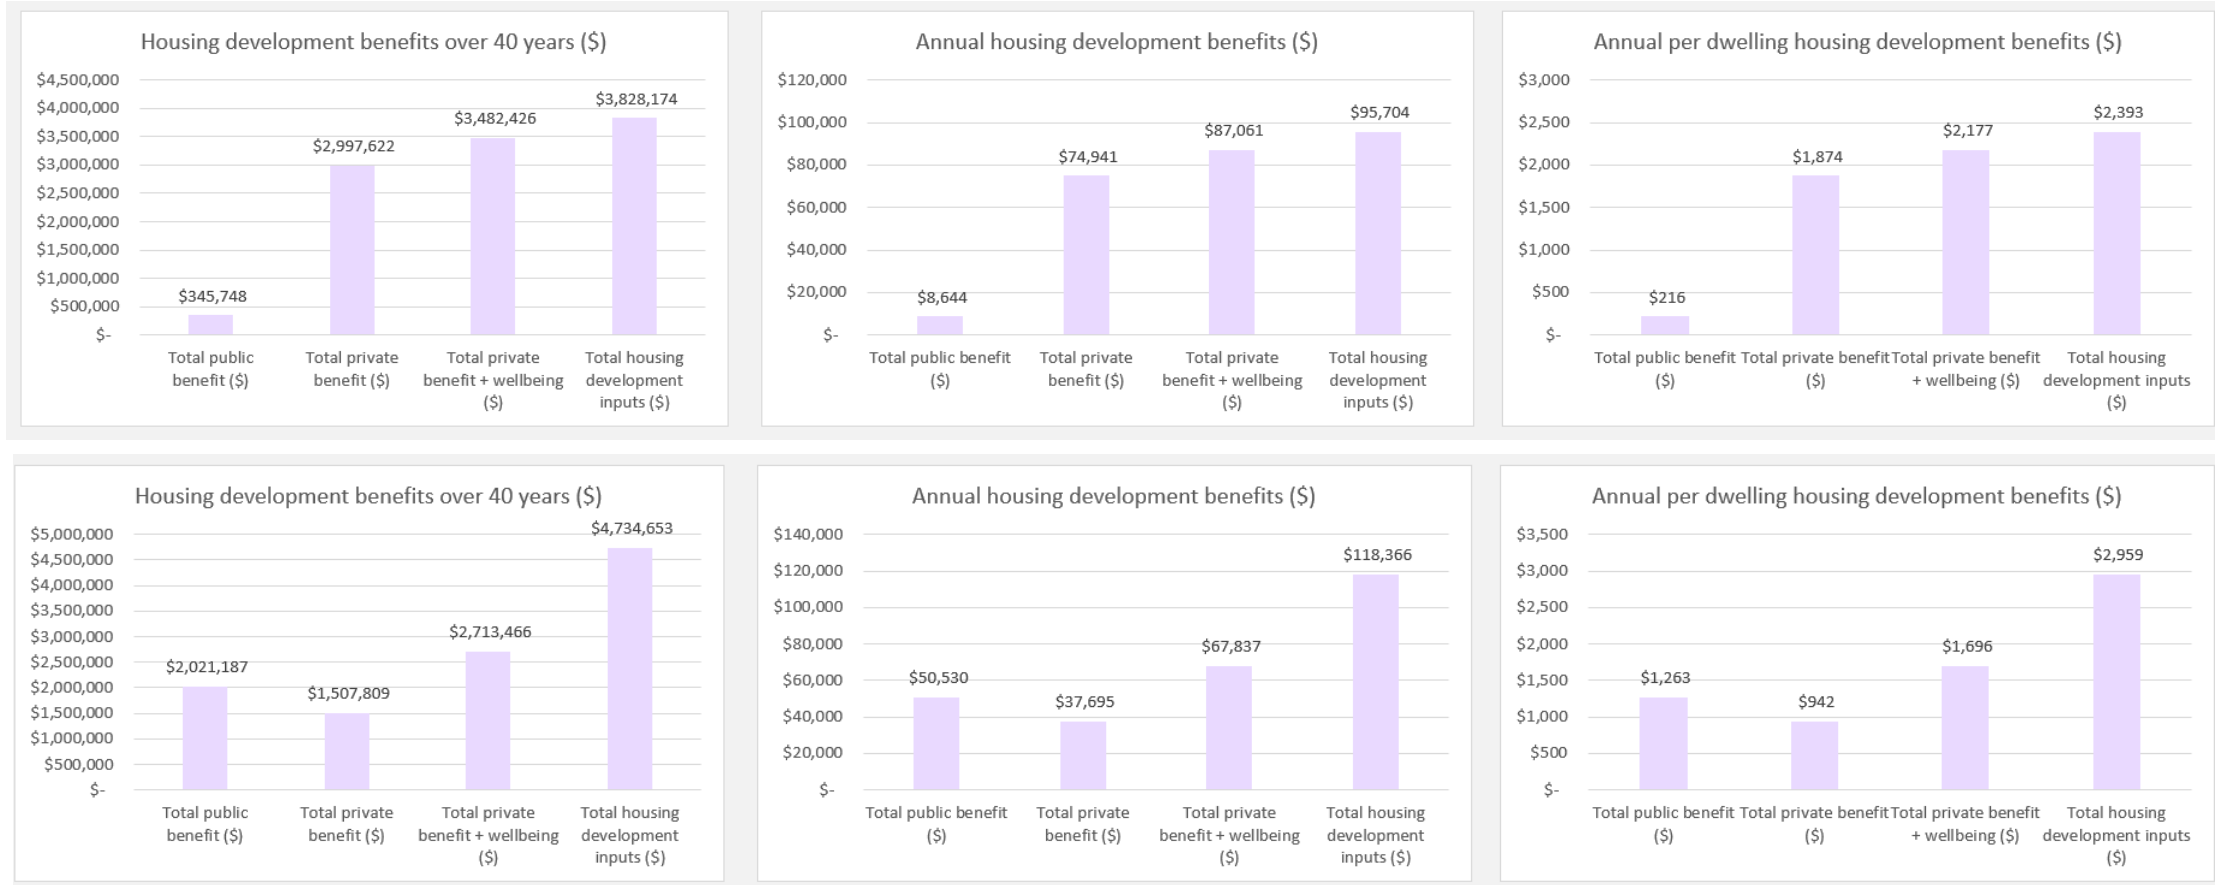 Housing development benefits over 40 years ($)
$4,500,000
$4,000,000
$3,500,000
$3,000,000
$2,500,000
$2,000,000
$1,500,000
$1,000,000
$500,000
$-
$345,748
$2,997,622
$3,482,426
$3,828,174
Total public
benefit ($)
Total private
benefit ($)
Total private
benefit + wellbeing
($)
Total housing
development
inputs ($)
Annual housing development benefits ($)
$120,000
$100,000
$80,000
$60,000
$40,000
$20,000
$-
$8,644
$74,941
$87,061
$95,704
Total public benefit
($)
Total private
benefit ($)
Total private
benefit + wellbeing
($)
Total housing
development
inputs ($)
Annual per dwelling housing development benefits ($)
$3,000
$2,500
$2,000
$1,500
$1,000
$500
$-
$216
$1,874
$2,177
$2,393
Total public benefit
($)
Total private benefit
($)
Total private benefit
+ wellbeing ($)
Total housing
development inputs
($)
Housing development benefits over 40 years ($)
$5,000,000
$4,500,000
$4,000,000
$3,500,000
$3,000,000
$2,500,000
$2,000,000
$1,500,000
$1,000,000
$500,000
$-
$2,021,187
$1,507,809
$2,713,466
$4,734,653
Total public
benefit ($)
Total private
benefit ($)
Total private
benefit + wellbeing
($)
Total housing
development
inputs ($)
Annual housing development benefits ($)
$140,000
$120,000
$100,000
$80,000
$60,000
$40,000
$20,000
$-
$50,530
$37,695
$67,837
$118,366
Total public benefit
($)
Total private
benefit ($)
Total private
benefit + wellbeing
($)
Total housing
development
inputs ($)
Annual per dwelling housing development benefits ($)
$3,500
$3,000
$2,500
$2,000
$1,500
$1,000
$500
$-
$1,263
$942
$1,696
$2,959
Total public benefit
($)
Total private benefit
($)
Total private benefit
+ wellbeing ($)
Total housing
development inputs
($)